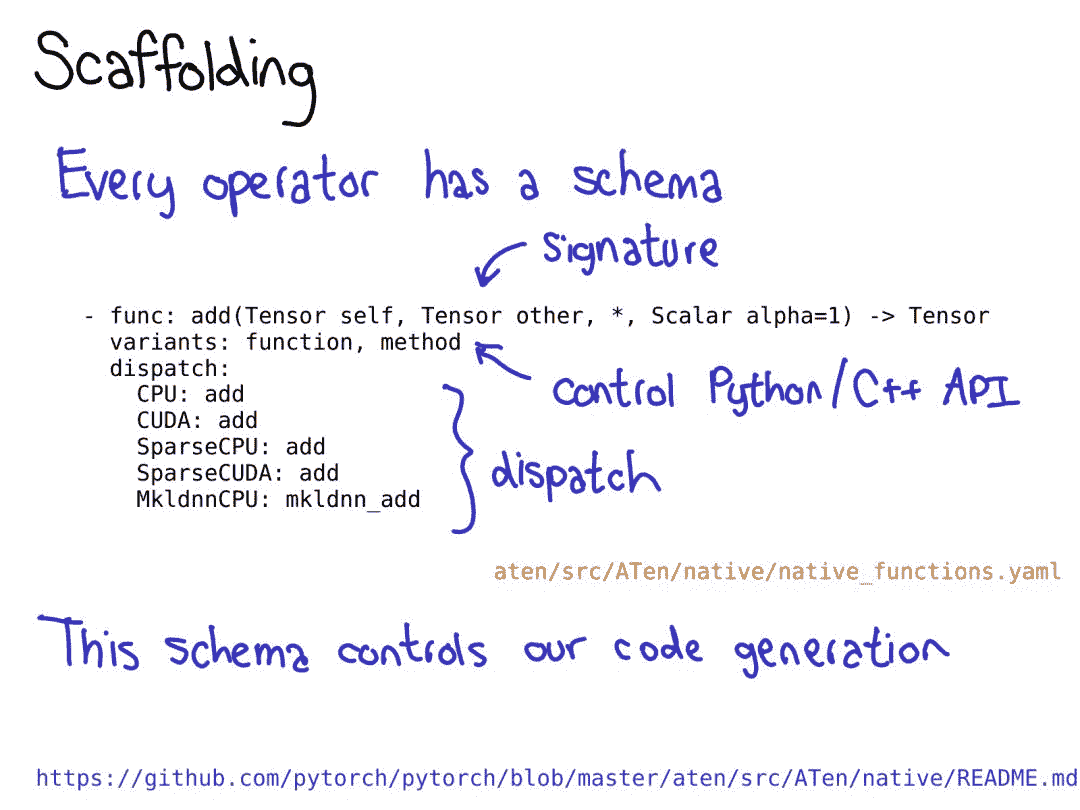 Scaffolding
Every operator has a schema
signature
- func: add(Tensor self, Tensor other, *, Scalar alpha=1) -> Tensor
variants: function, method
control Python/C++ API
dispatch:
CPU: add
CUDA: add
SparseCPU: add
SparseCUDA: add
MkldnnCPU: mkldnn_add
dispatch
aten/src/ATen/native/native_functions.yaml
This schema controls our code generation
https://github.com/pytorch/pytorch/blob/master/aten/src/ATen/native/README.md